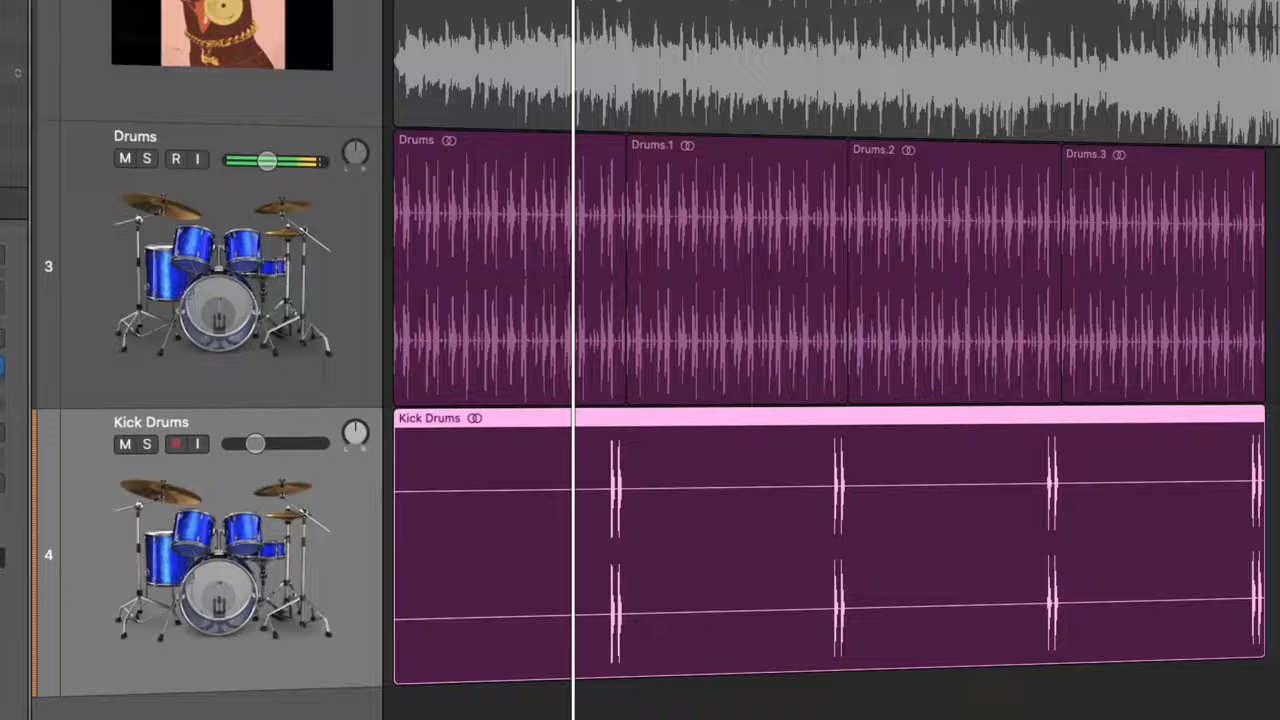 Drums
M S R I
Drums
Drums.1
Drums.2
Drums.3
3
Kick Drums
M S R I
Kick Drums
4